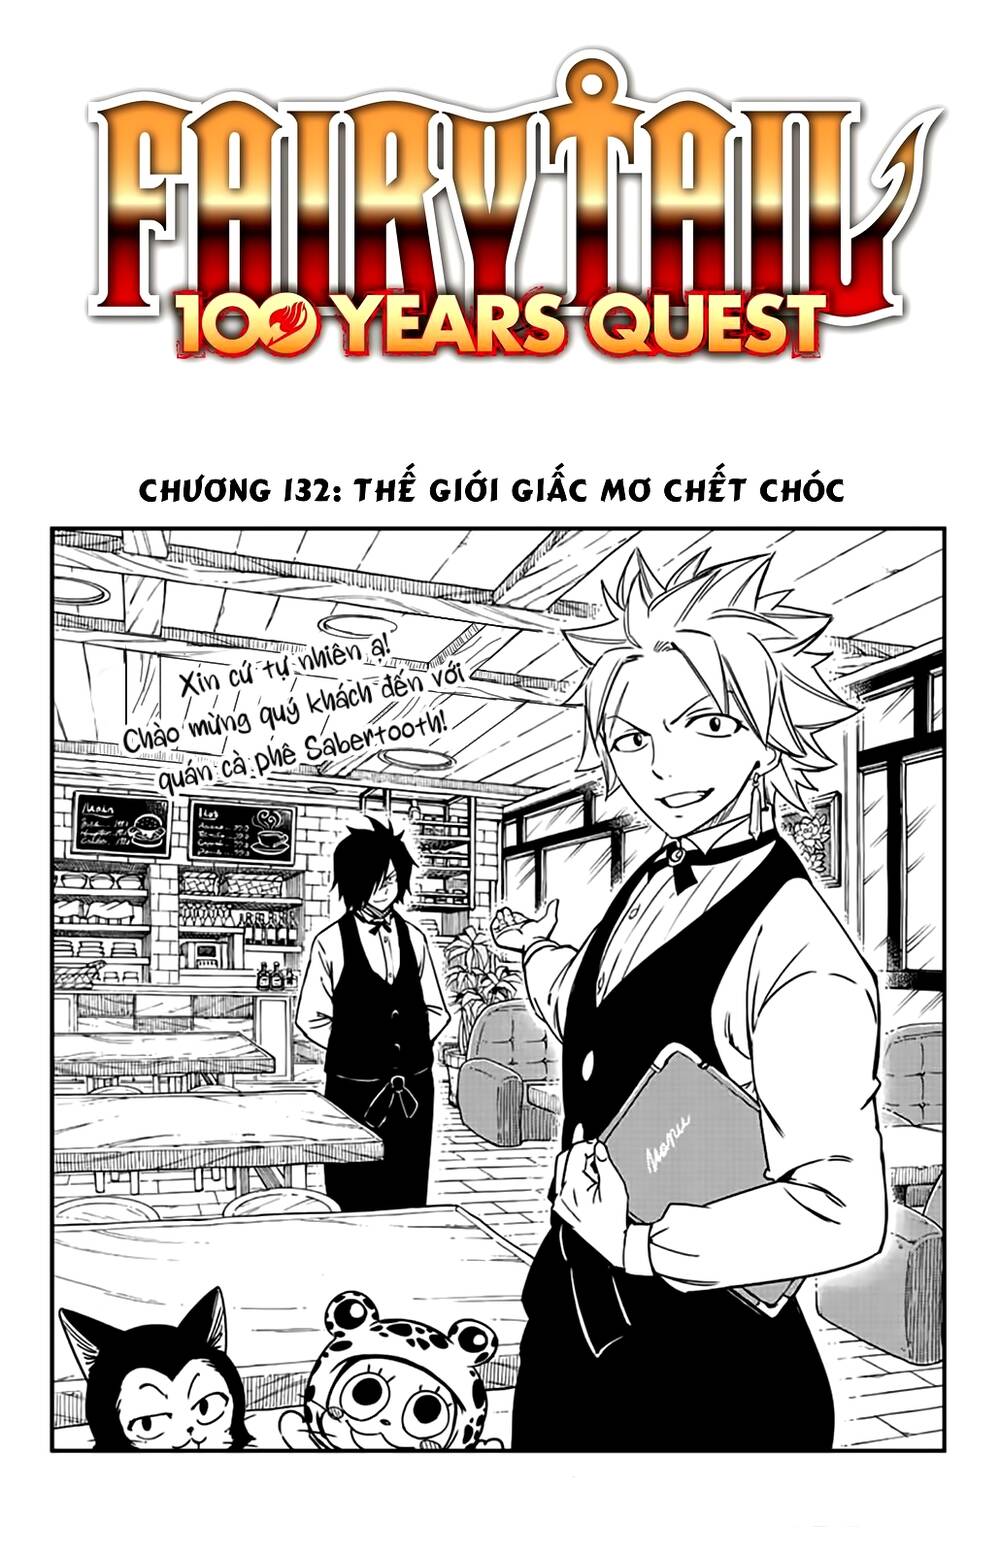 FAIRY TAIL
100 YEARS QUEST
CHƯƠNG 132: THẾ GIỚI GIẤC MƠ CHẾT CHÓC
Xin cứ tự nhiên ạ!
Chào mừng quý khách đến với
quán cà phê Sabertooth!
Main
Menu